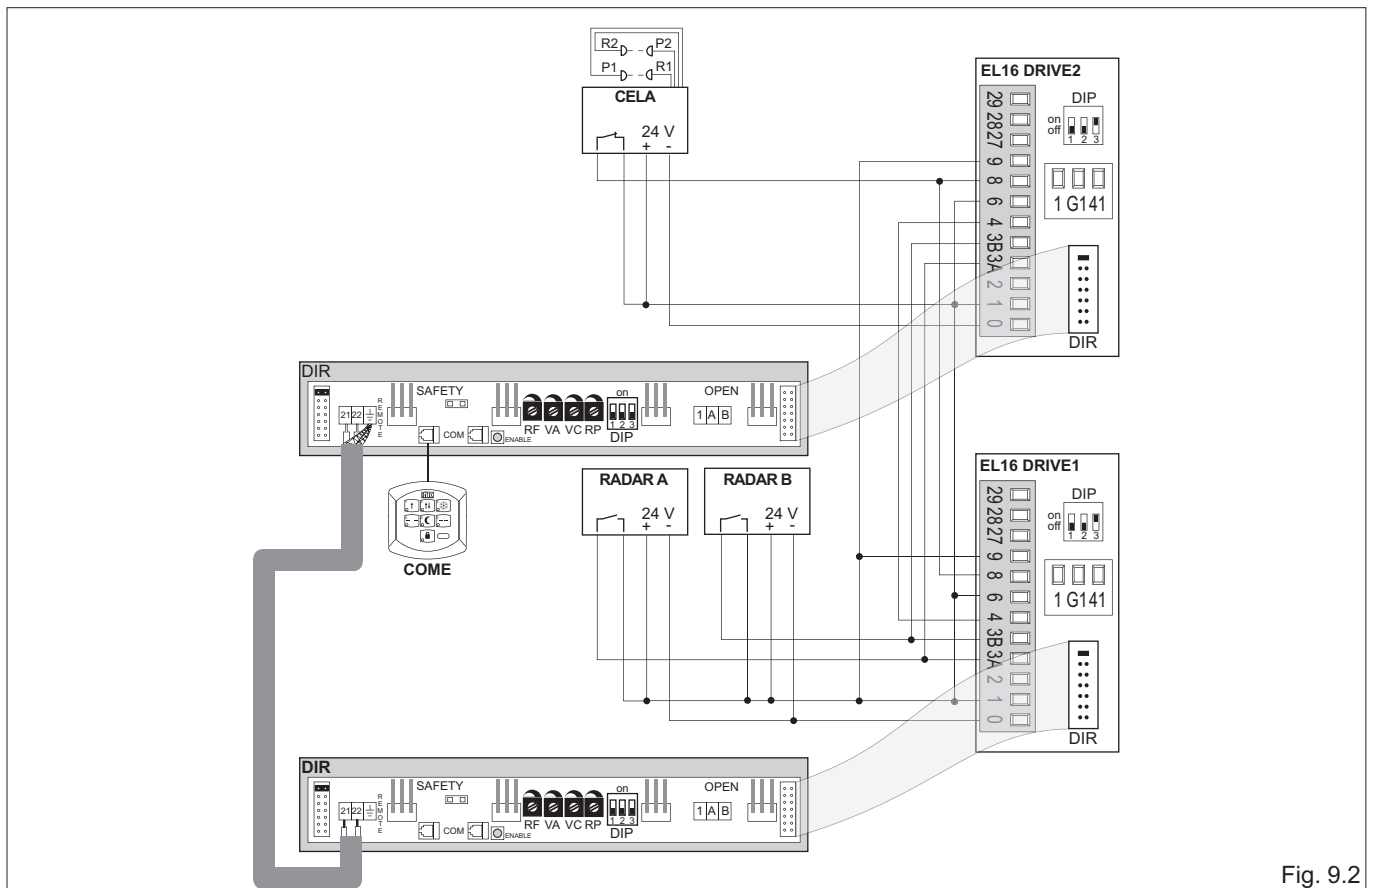 R2 P2
P1 R1
CELA
24 V
+ -
EL16 DRIVE2
29
28
27
9
8
6
4
3B
3A
2
1
0
DIP
on
off
1 2 3
1 G141
DIR
DIR
21 22
REMOTE
SAFETY
COM
ENABLE
RF VA VC RP
on
1 2 3
DIP
OPEN
1 A B
COME
RADAR A
24 V
+ -
RADAR B
24 V
+ -
EL16 DRIVE1
29
28
27
9
8
6
4
3B
3A
2
1
0
DIP
on
off
1 2 3
1 G141
DIR
DIR
21 22
REMOTE
SAFETY
COM
ENABLE
RF VA VC RP
on
1 2 3
DIP
OPEN
1 A B
Fig. 9.2